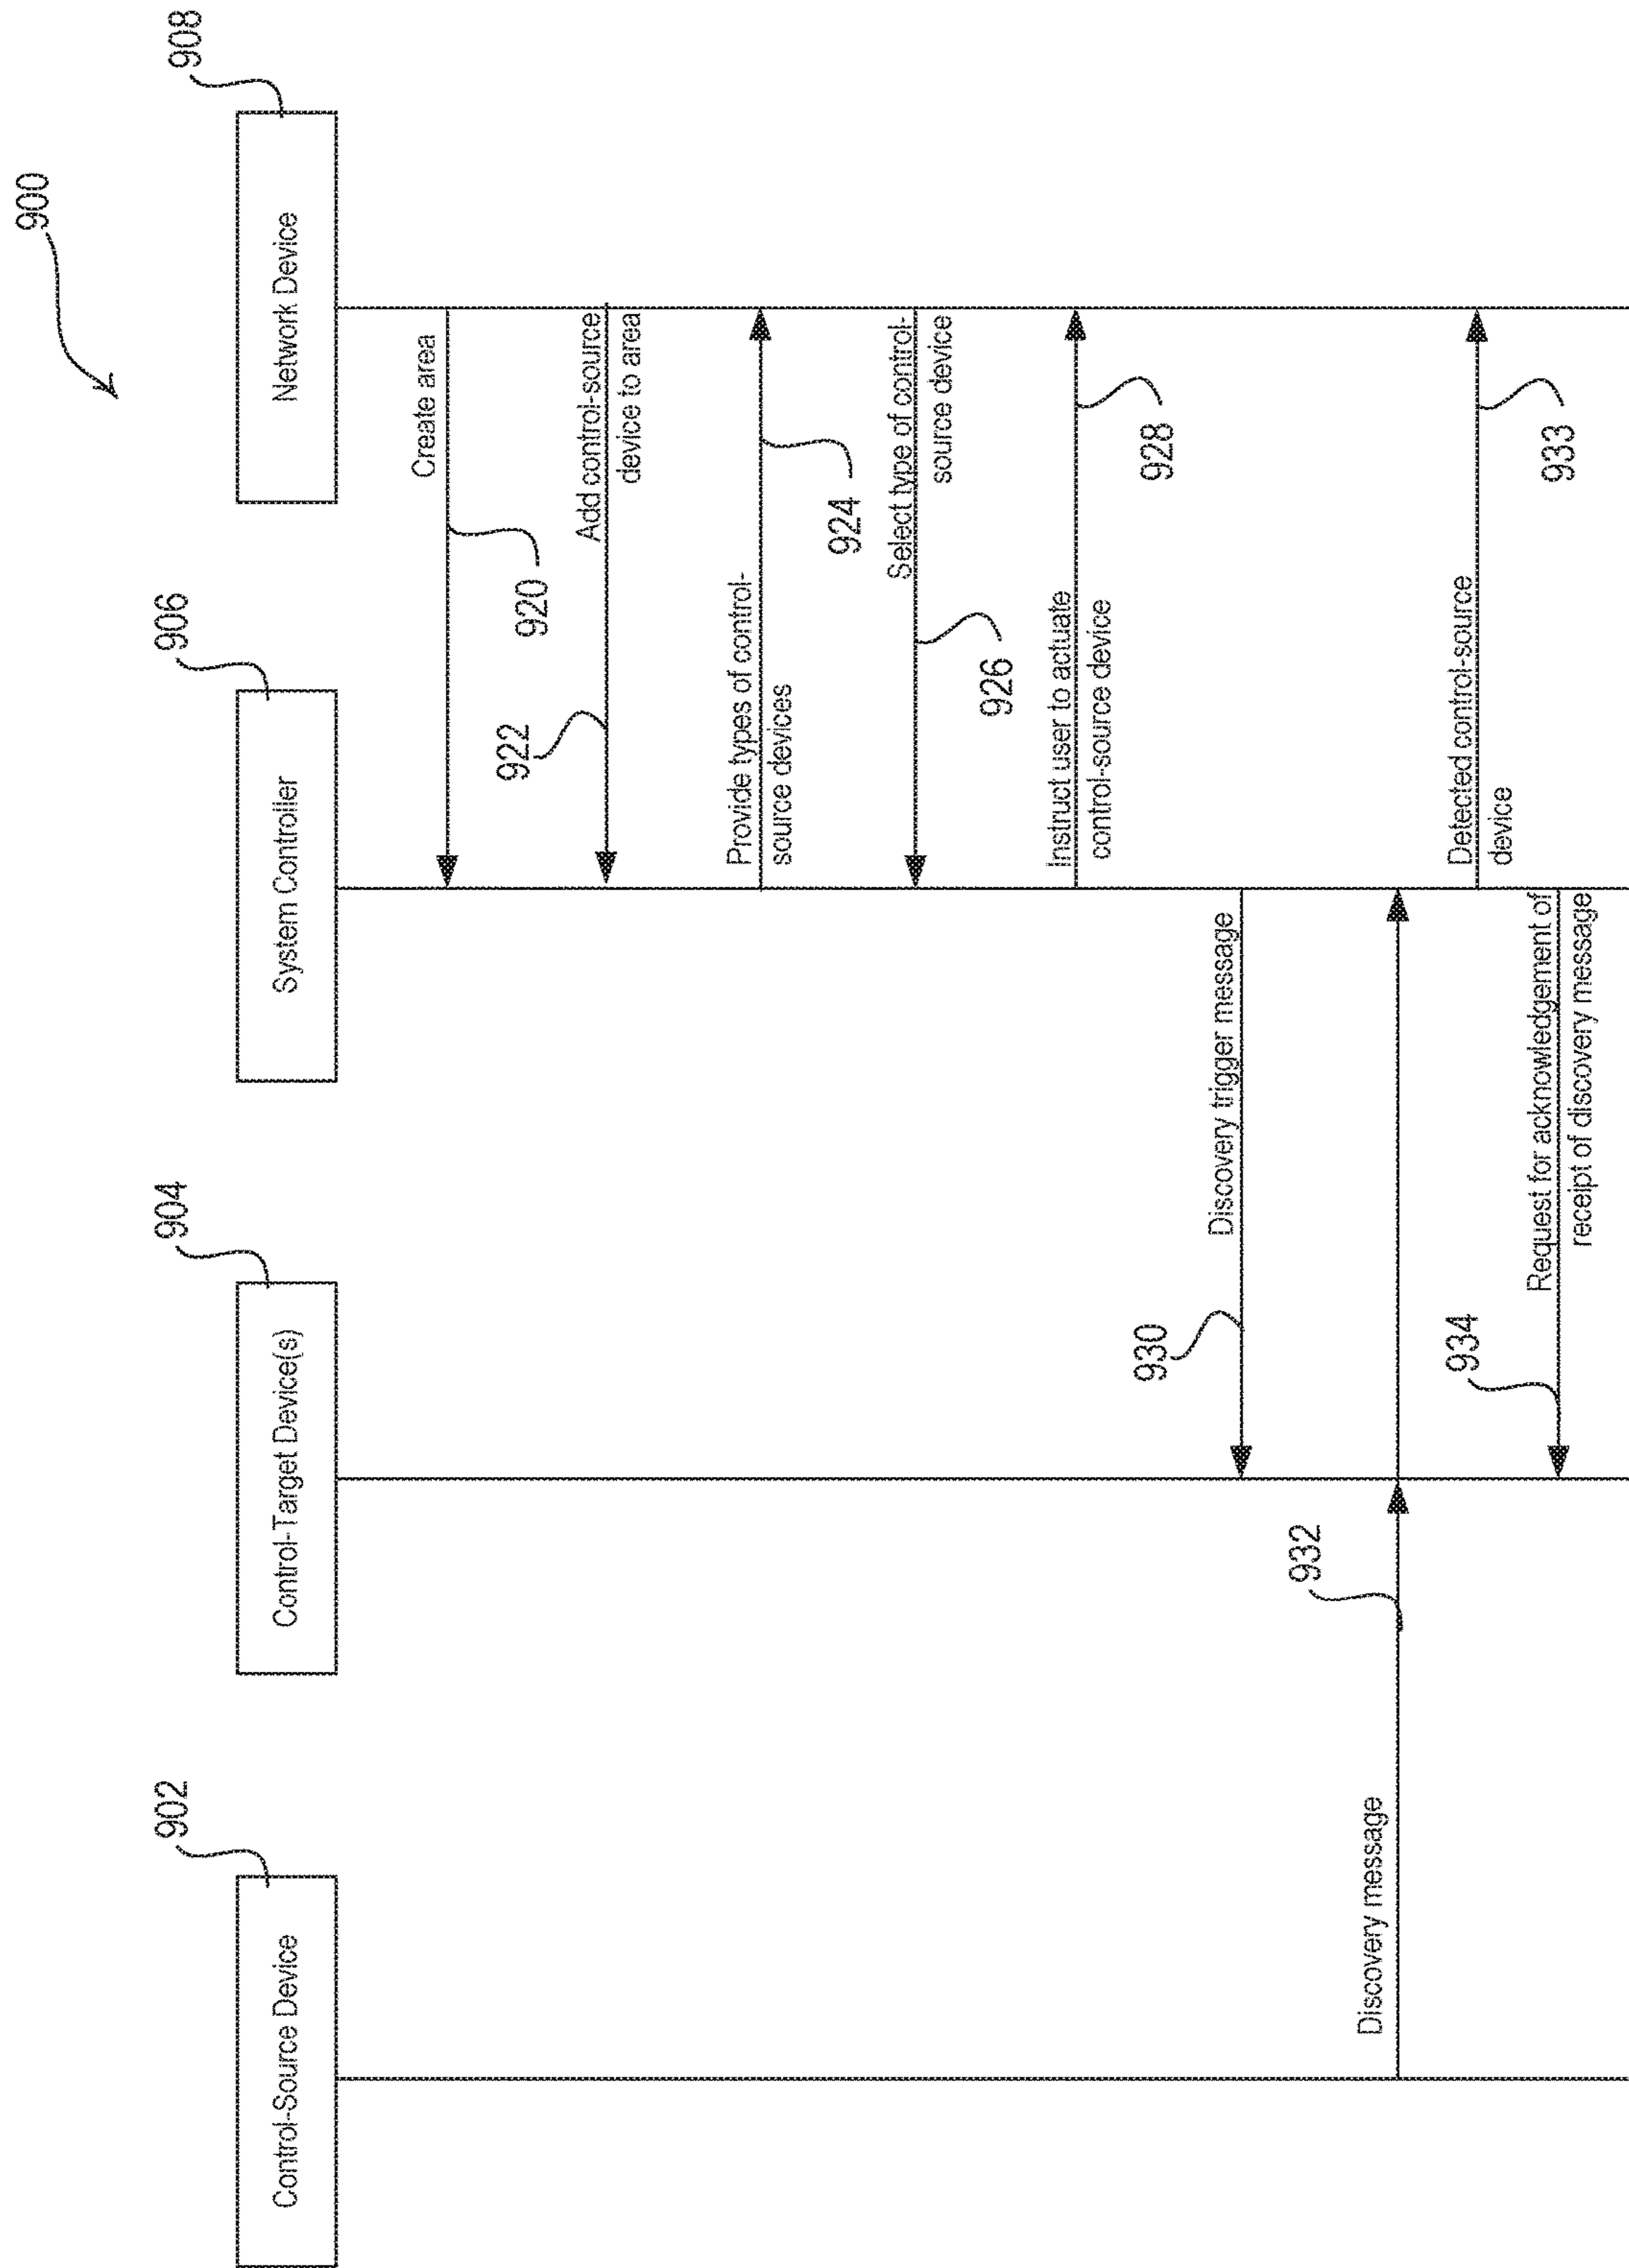 900
902
904
906
908
Control-Source Device
Control-Target Device(s)
System Controller
Network Device
Create area
920
Add control-source
device to area
922
Provide types of control-
source devices
924
Select type of control-
source device
926
Instruct user to actuate
control-source device
928
Discovery trigger message
930
Discovery message
932
Detected control-source
device
933
Request for acknowledgement of
receipt of discovery message
934